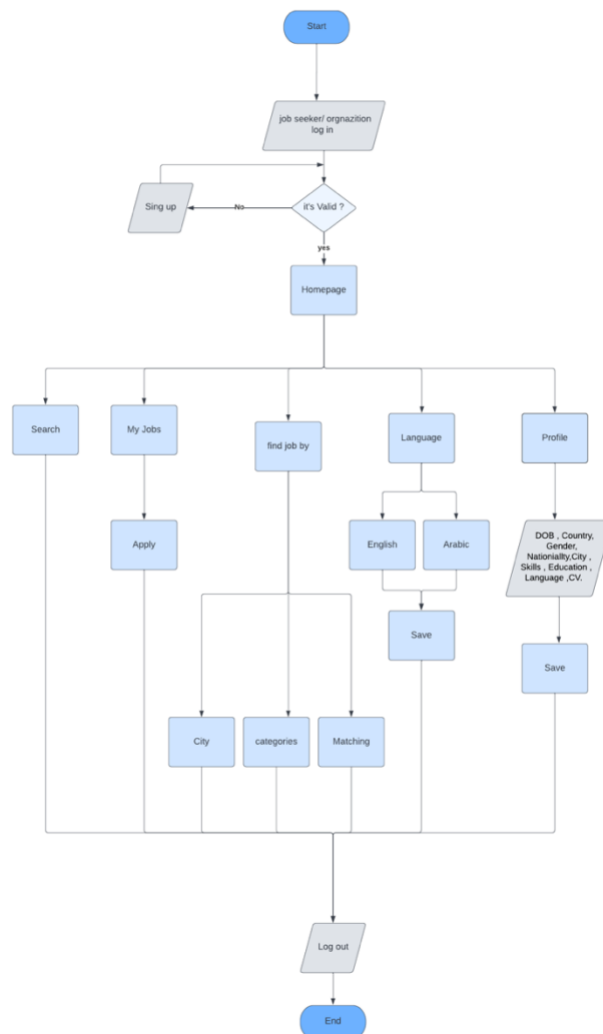 Start
job seeker/ orgnazition
log in
Sing up
No
it's Valid ?
yes
Homepage
Search
My Jobs
find job by
Language
Profile
Apply
English
Arabic
DOB , Country,
Gender,
Nationiallty,City ,
Skills , Education ,
Language ,CV.
Save
Save
City
categories
Matching
Log out
End